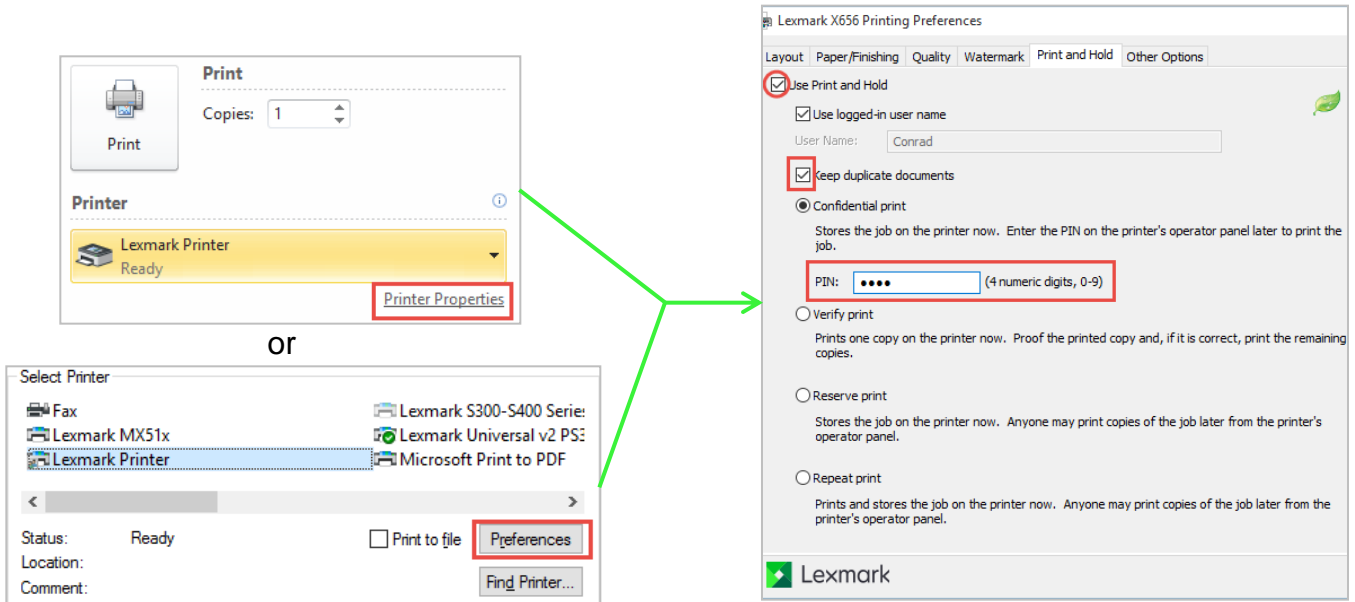 Print
Copies: 1
Print
Printer
Lexmark Printer
Ready
Printer Properties
or
Select Printer
Fax
Lexmark S300-S400 Series
Lexmark MX51x
Lexmark Universal v2 PS3
Lexmark Printer
Microsoft Print to PDF
Status: Ready
Print to file
Preferences
Location:
Comment:
Find Printer...
Lexmark X656 Printing Preferences
Layout Paper/Finishing Quality Watermark Print and Hold Other Options
Use Print and Hold
Use logged-in user name
User Name: Conrad
Keep duplicate documents
Confidential print
Stores the job on the printer now. Enter the PIN on the printer's operator panel later to print the
job.
PIN: •••• (4 numeric digits, 0-9)
Verify print
Prints one copy on the printer now. Proof the printed copy and, if it is correct, print the remaining
copies.
Reserve print
Stores the job on the printer now. Anyone may print copies of the job later from the printer's
operator panel.
Repeat print
Prints and stores the job on the printer now. Anyone may print copies of the job later from the
printer's operator panel.
Lexmark